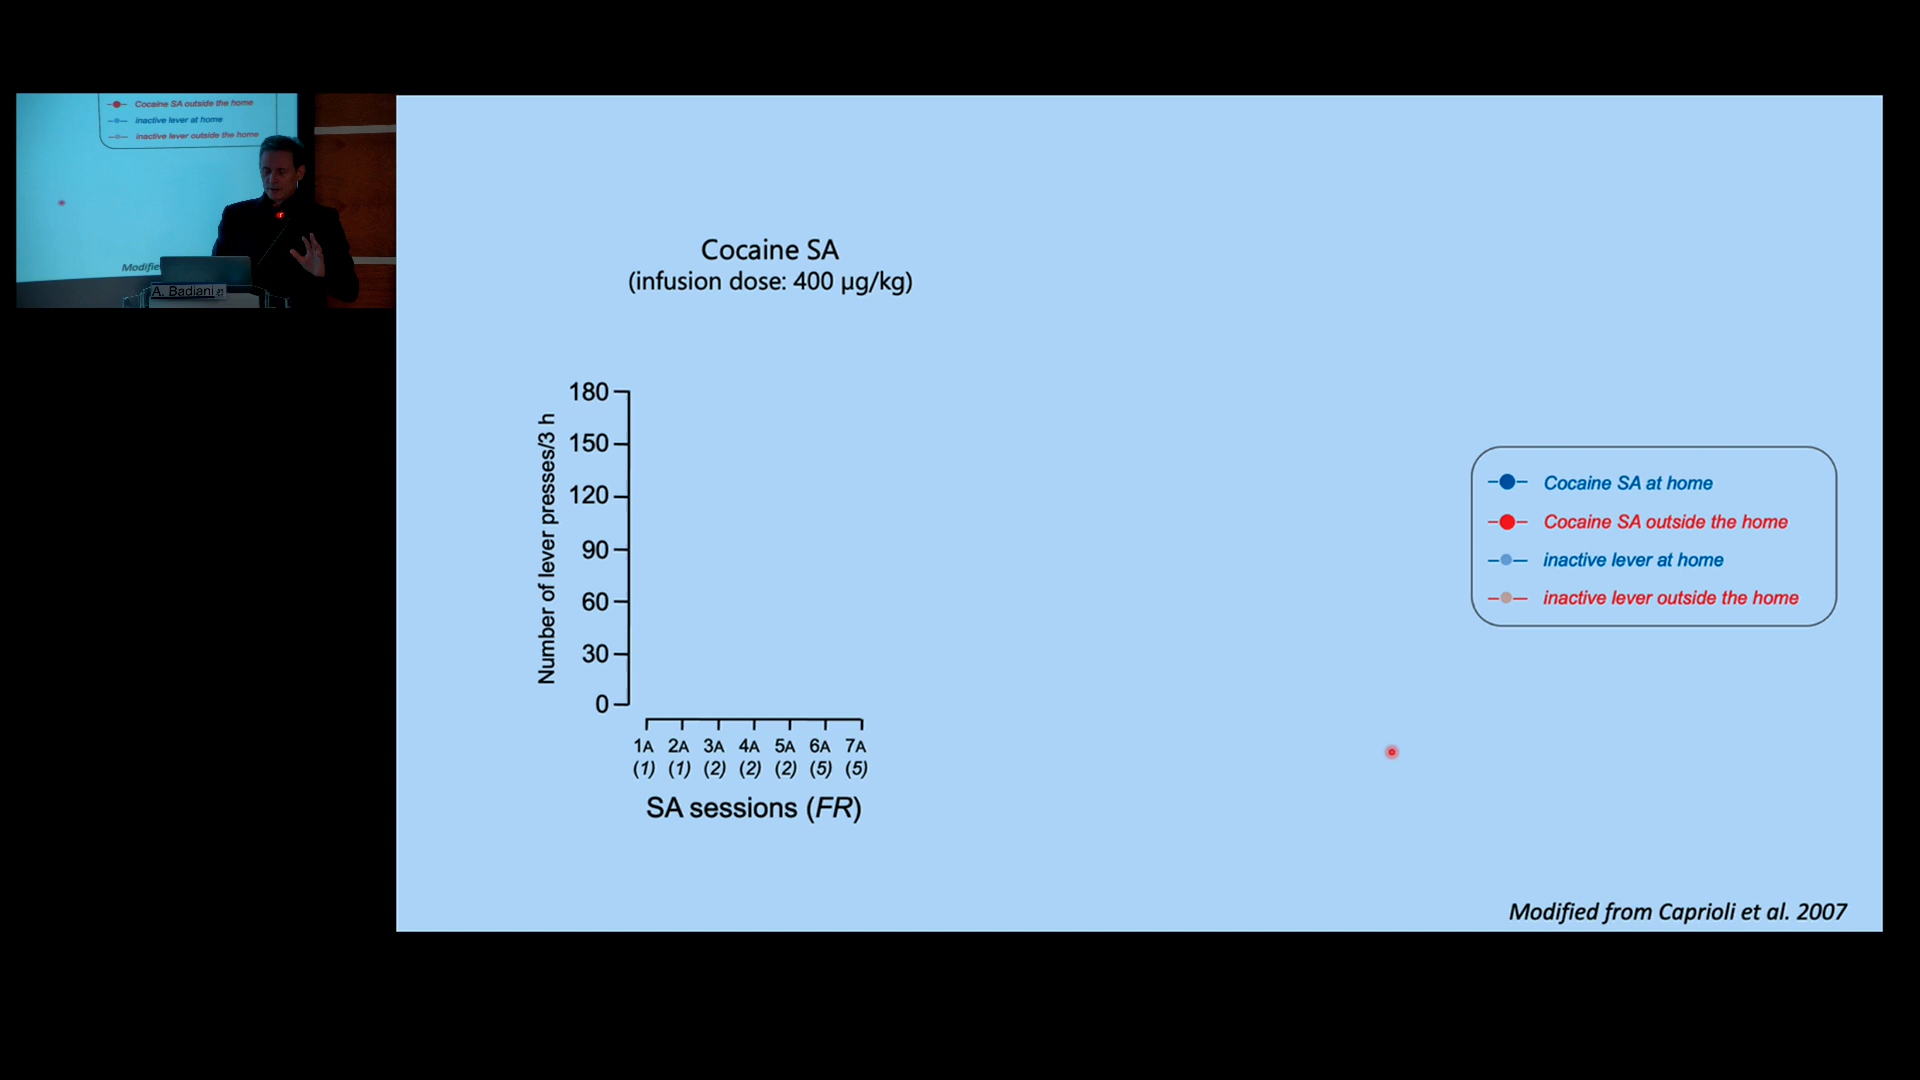 Cocaine SA outside the home
inactive lever at home
inactive lever outside the home
Modifie
A. Badiani
Cocaine SA
(infusion dose: 400 µg/kg)
Number of lever presses/3 h
180
150
120
90
60
30
0
1A 2A 3A 4A 5A 6A 7A
(1) (1) (2) (2) (2) (5) (5)
SA sessions (FR)
Cocaine SA at home
Cocaine SA outside the home
inactive lever at home
inactive lever outside the home
Modified from Caprioli et al. 2007